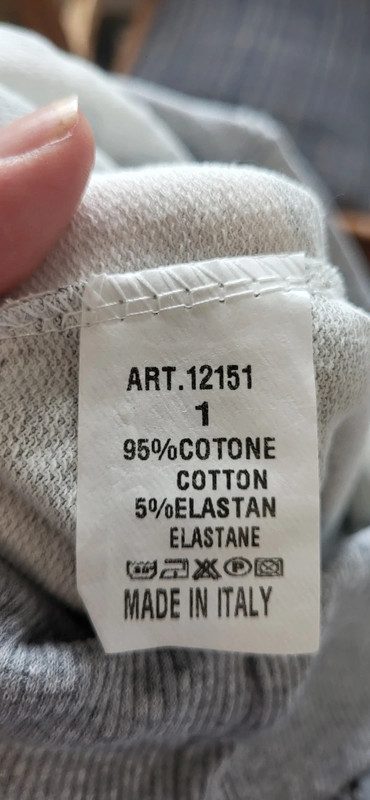 ART.12151
1
95%COTONE
COTTON
5%ELASTAN
ELASTANE
P
MADE IN ITALY